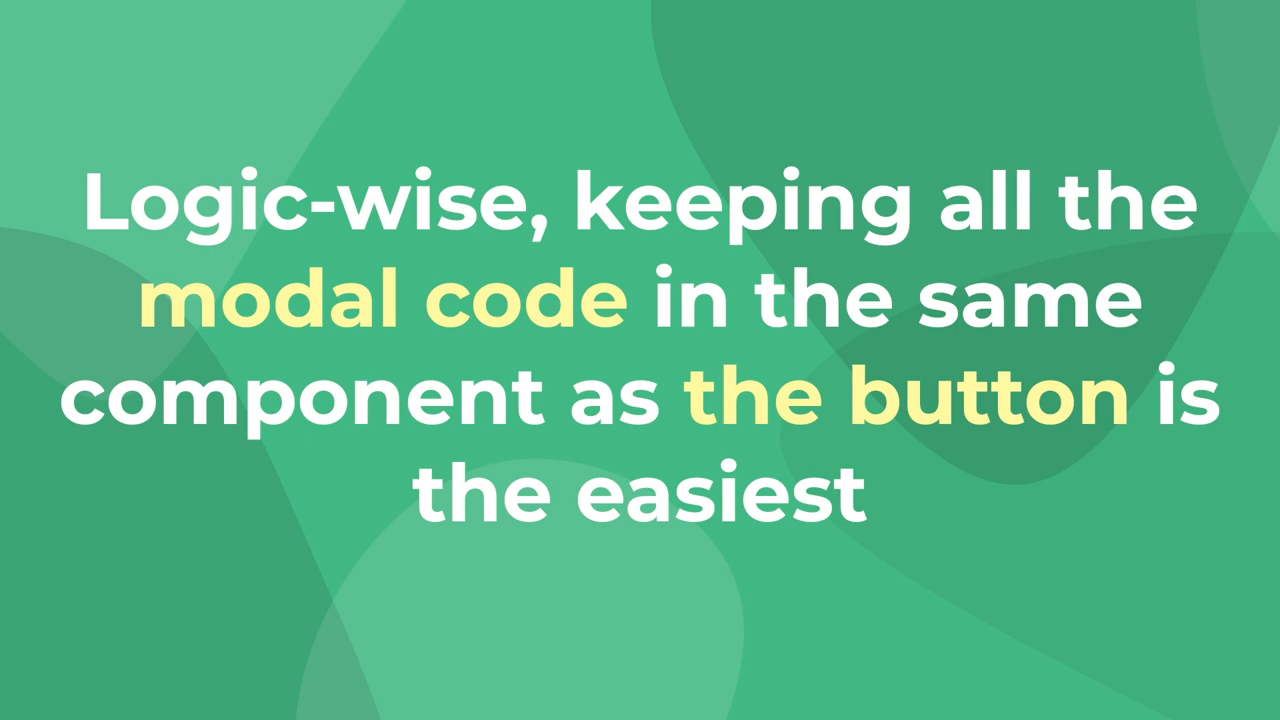 Logic-wise, keeping all the
modal code in the same
component as the button is
the easiest